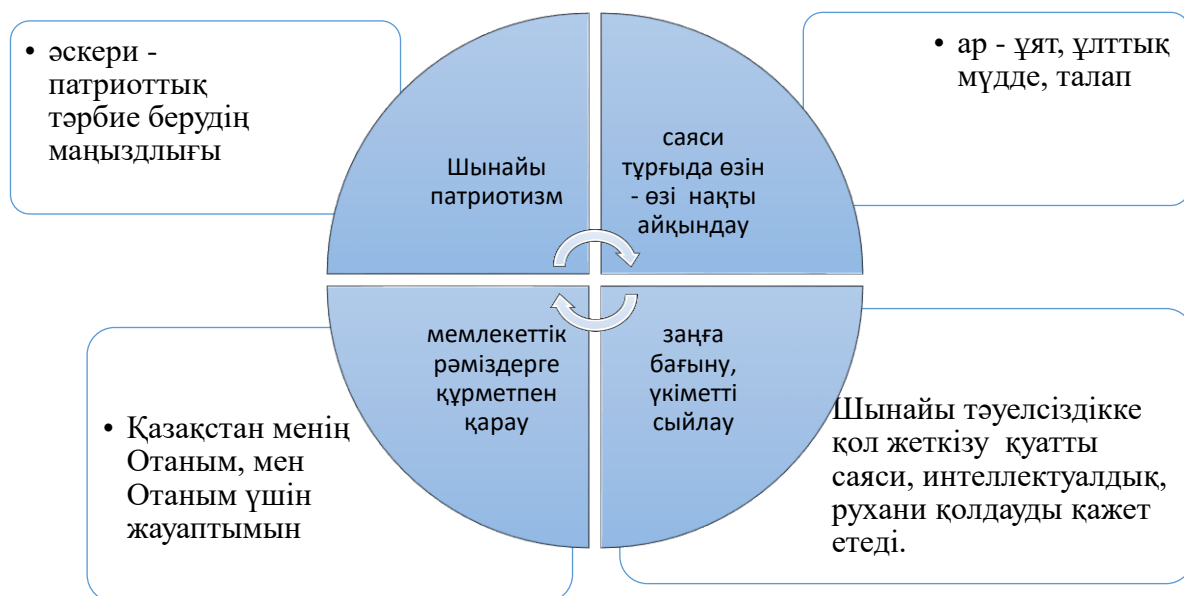 • әскери -
патриоттық
тәрбие берудің
маңыздлығы
Шынайы
патриотизм
саяси
тұрғыда өзін
- өзі нақты
айқындау
• ар - ұят, ұлттық
мүдде, талап
• Қазақстан менің
Отаным, мен
Отаным үшін
жауаптымын
мемлекеттік
рәміздерге
құрметпен
қарау
заңға
бағыну,
үкіметті
сыйлау
Шынайы тәуелсіздікке
қол жеткізу қуатты
саяси, интеллектуалдық,
рухани қолдауды қажет
етеді.